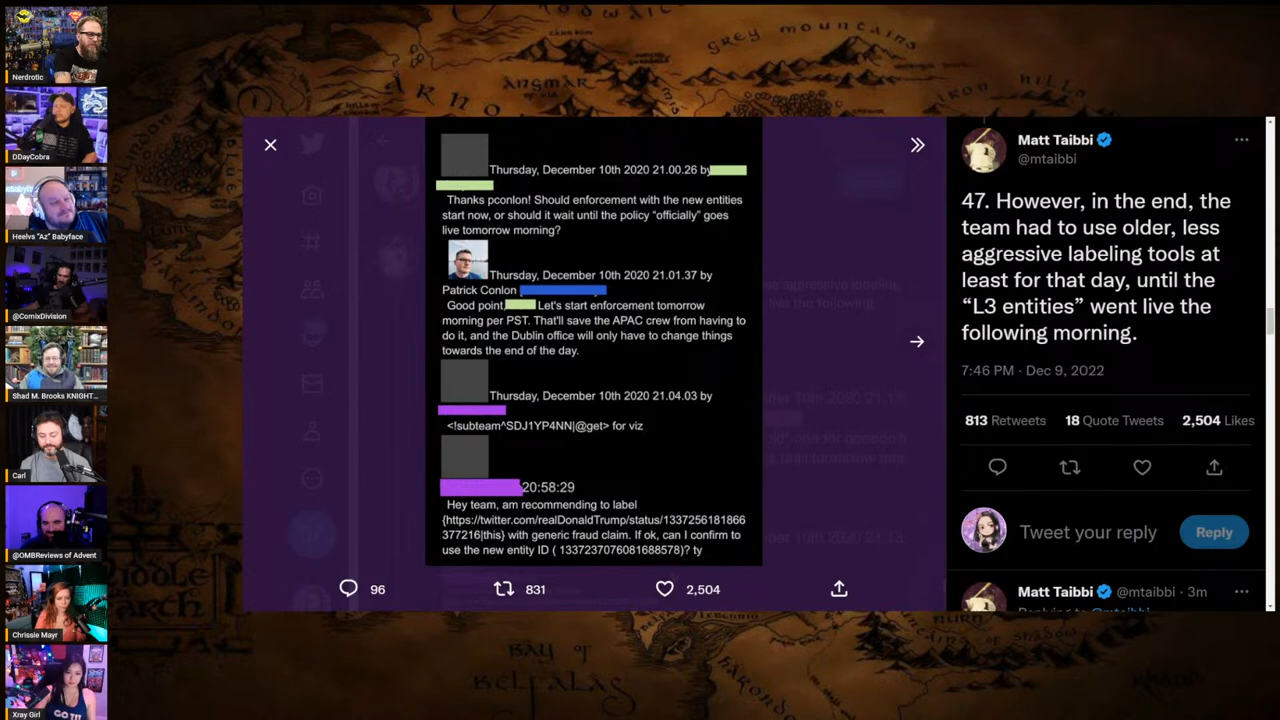 Nerdrotic
DDayCobra
Heelvs "Az" Babyface
@ComixDivision
Shad M. Brooks KNIGHT...
Carl
@OMBReviews of Advent
Chrissie Mayr
Xray Girl
GREY MOUNTAINS
ANGMAR
ARNO
BAY OF
BELFALAS
Thursday, December 10th 2020 21.00.26 by
Thanks pconlon! Should enforcement with the new entities
start now, or should it wait until the policy "officially" goes
live tomorrow morning?
Thursday, December 10th 2020 21.01.37 by
Patrick Conlon
Good point, Let's start enforcement tomorrow
morning per PST. That'll save the APAC crew from having to
do it, and the Dublin office will only have to change things
towards the end of the day.
Thursday, December 10th 2020 21.04.03 by
<!subteam^SDJ1YP4NN|@get> for viz
20:58:29
Hey team, am recommending to label
{https://twitter.com/realDonaldTrump/status/1337256181866
377216|this} with generic fraud claim. If ok, can I confirm to
use the new entity ID ( 1337237076081688578)? ty
96
831
2,504
Matt Taibbi
@mtaibbi
47. However, in the end, the
team had to use older, less
aggressive labeling tools at
least for that day, until the
“L3 entities” went live the
following morning.
7:46 PM · Dec 9, 2022
813 Retweets 18 Quote Tweets 2,504 Likes
Tweet your reply
Reply
Matt Taibbi @mtaibbi · 3m
Replying to @mtaibbi